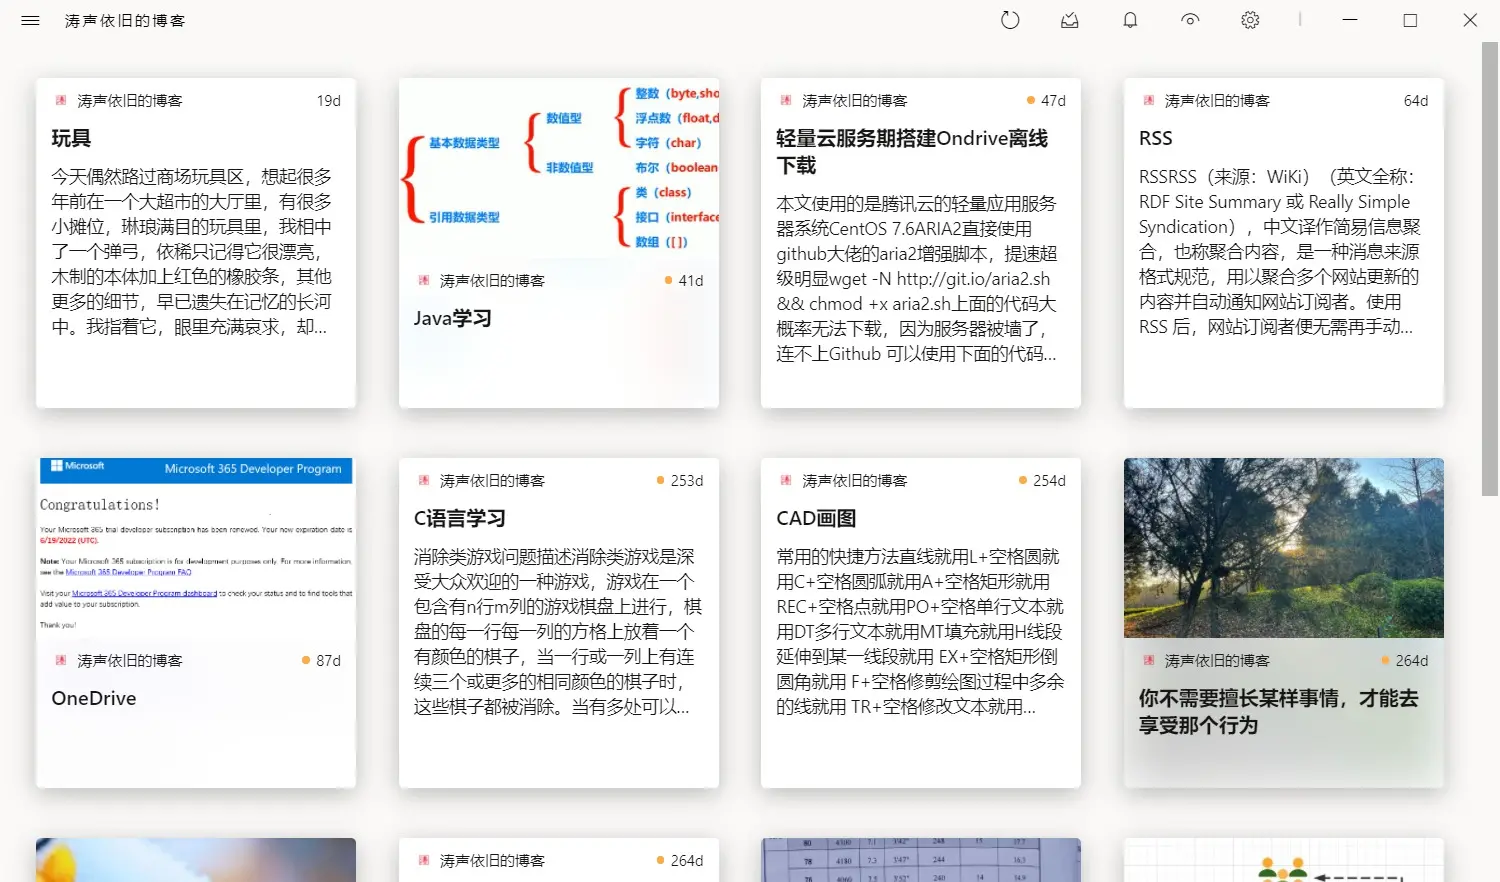 涛声依旧的博客
涛声依旧的博客 19d
玩具
今天偶然路过商场玩具区，想起很多
年前在一个大超市的大厅里，有很多
小摊位，琳琅满目的玩具里，我相中
了一个弹弓，依稀只记得它很漂亮，
木制的本体加上红色的橡胶条，其他
更多的细节，早已遗失在记忆的长河
中。我指着它，眼里充满哀求，却...
整数（byte,sho
数值型
浮点数（float,d
基本数据类型
字符（char）
非数值型
布尔（boolean
类（class）
引用数据类型
接口（interface
数组（[]）
涛声依旧的博客 41d
Java学习
涛声依旧的博客 47d
轻量云服务期搭建Ondrive离线
下载
本文使用的是腾讯云的轻量应用服务
器系统CentOS 7.6ARIA2直接使用
github大佬的aria2增强脚本，提速超
级明显wget -N http://git.io/aria2.sh
&& chmod +x aria2.sh上面的代码大
概率无法下载，因为服务器被墙了，
连不上Github 可以使用下面的代码...
涛声依旧的博客 64d
RSS
RSSRSS（来源：WiKi）（英文全称：
RDF Site Summary 或 Really Simple
Syndication），中文译作简易信息聚
合，也称聚合内容，是一种消息来源
格式规范，用以聚合多个网站更新的
内容并自动通知网站订阅者。使用
RSS 后，网站订阅者便无需再手动...
Microsoft Microsoft 365 Developer Program
Congratulations!
Your Microsoft 365 trial developer subscription has been renewed. Your new expiration date is
6/19/2022 (UTC).
Note: Your Microsoft 365 subscription is for development purposes only. For more information,
see the Microsoft 365 Developer Program FAQ
Visit your Microsoft 365 Developer Program dashboard to check your status and to find tools that
add value to your subscription.
Thank you!
涛声依旧的博客 87d
OneDrive
涛声依旧的博客 253d
C语言学习
消除类游戏问题描述消除类游戏是深
受大众欢迎的一种游戏，游戏在一个
包含有n行m列的游戏棋盘上进行，棋
盘的每一行每一列的方格上放着一个
有颜色的棋子，当一行或一列上有连
续三个或更多的相同颜色的棋子时，
这些棋子都被消除。当有多处可以...
涛声依旧的博客 254d
CAD画图
常用的快捷方法直线就用L+空格圆就
用C+空格圆弧就用A+空格矩形就用
REC+空格点就用PO+空格单行文本就
用DT多行文本就用MT填充就用H线段
延伸到某一线段就用 EX+空格矩形倒
圆角就用 F+空格修剪绘图过程中多余
的线就用 TR+空格修改文本就用...
涛声依旧的博客 264d
你不需要擅长某样事情，才能去
享受那个行为
涛声依旧的博客 264d
80 4300 7.1 3'42" 248 15 17.7
78 4180 7.3 3'47" 244 16.3
76 4060 7.5 3'52" 240 14 14.9